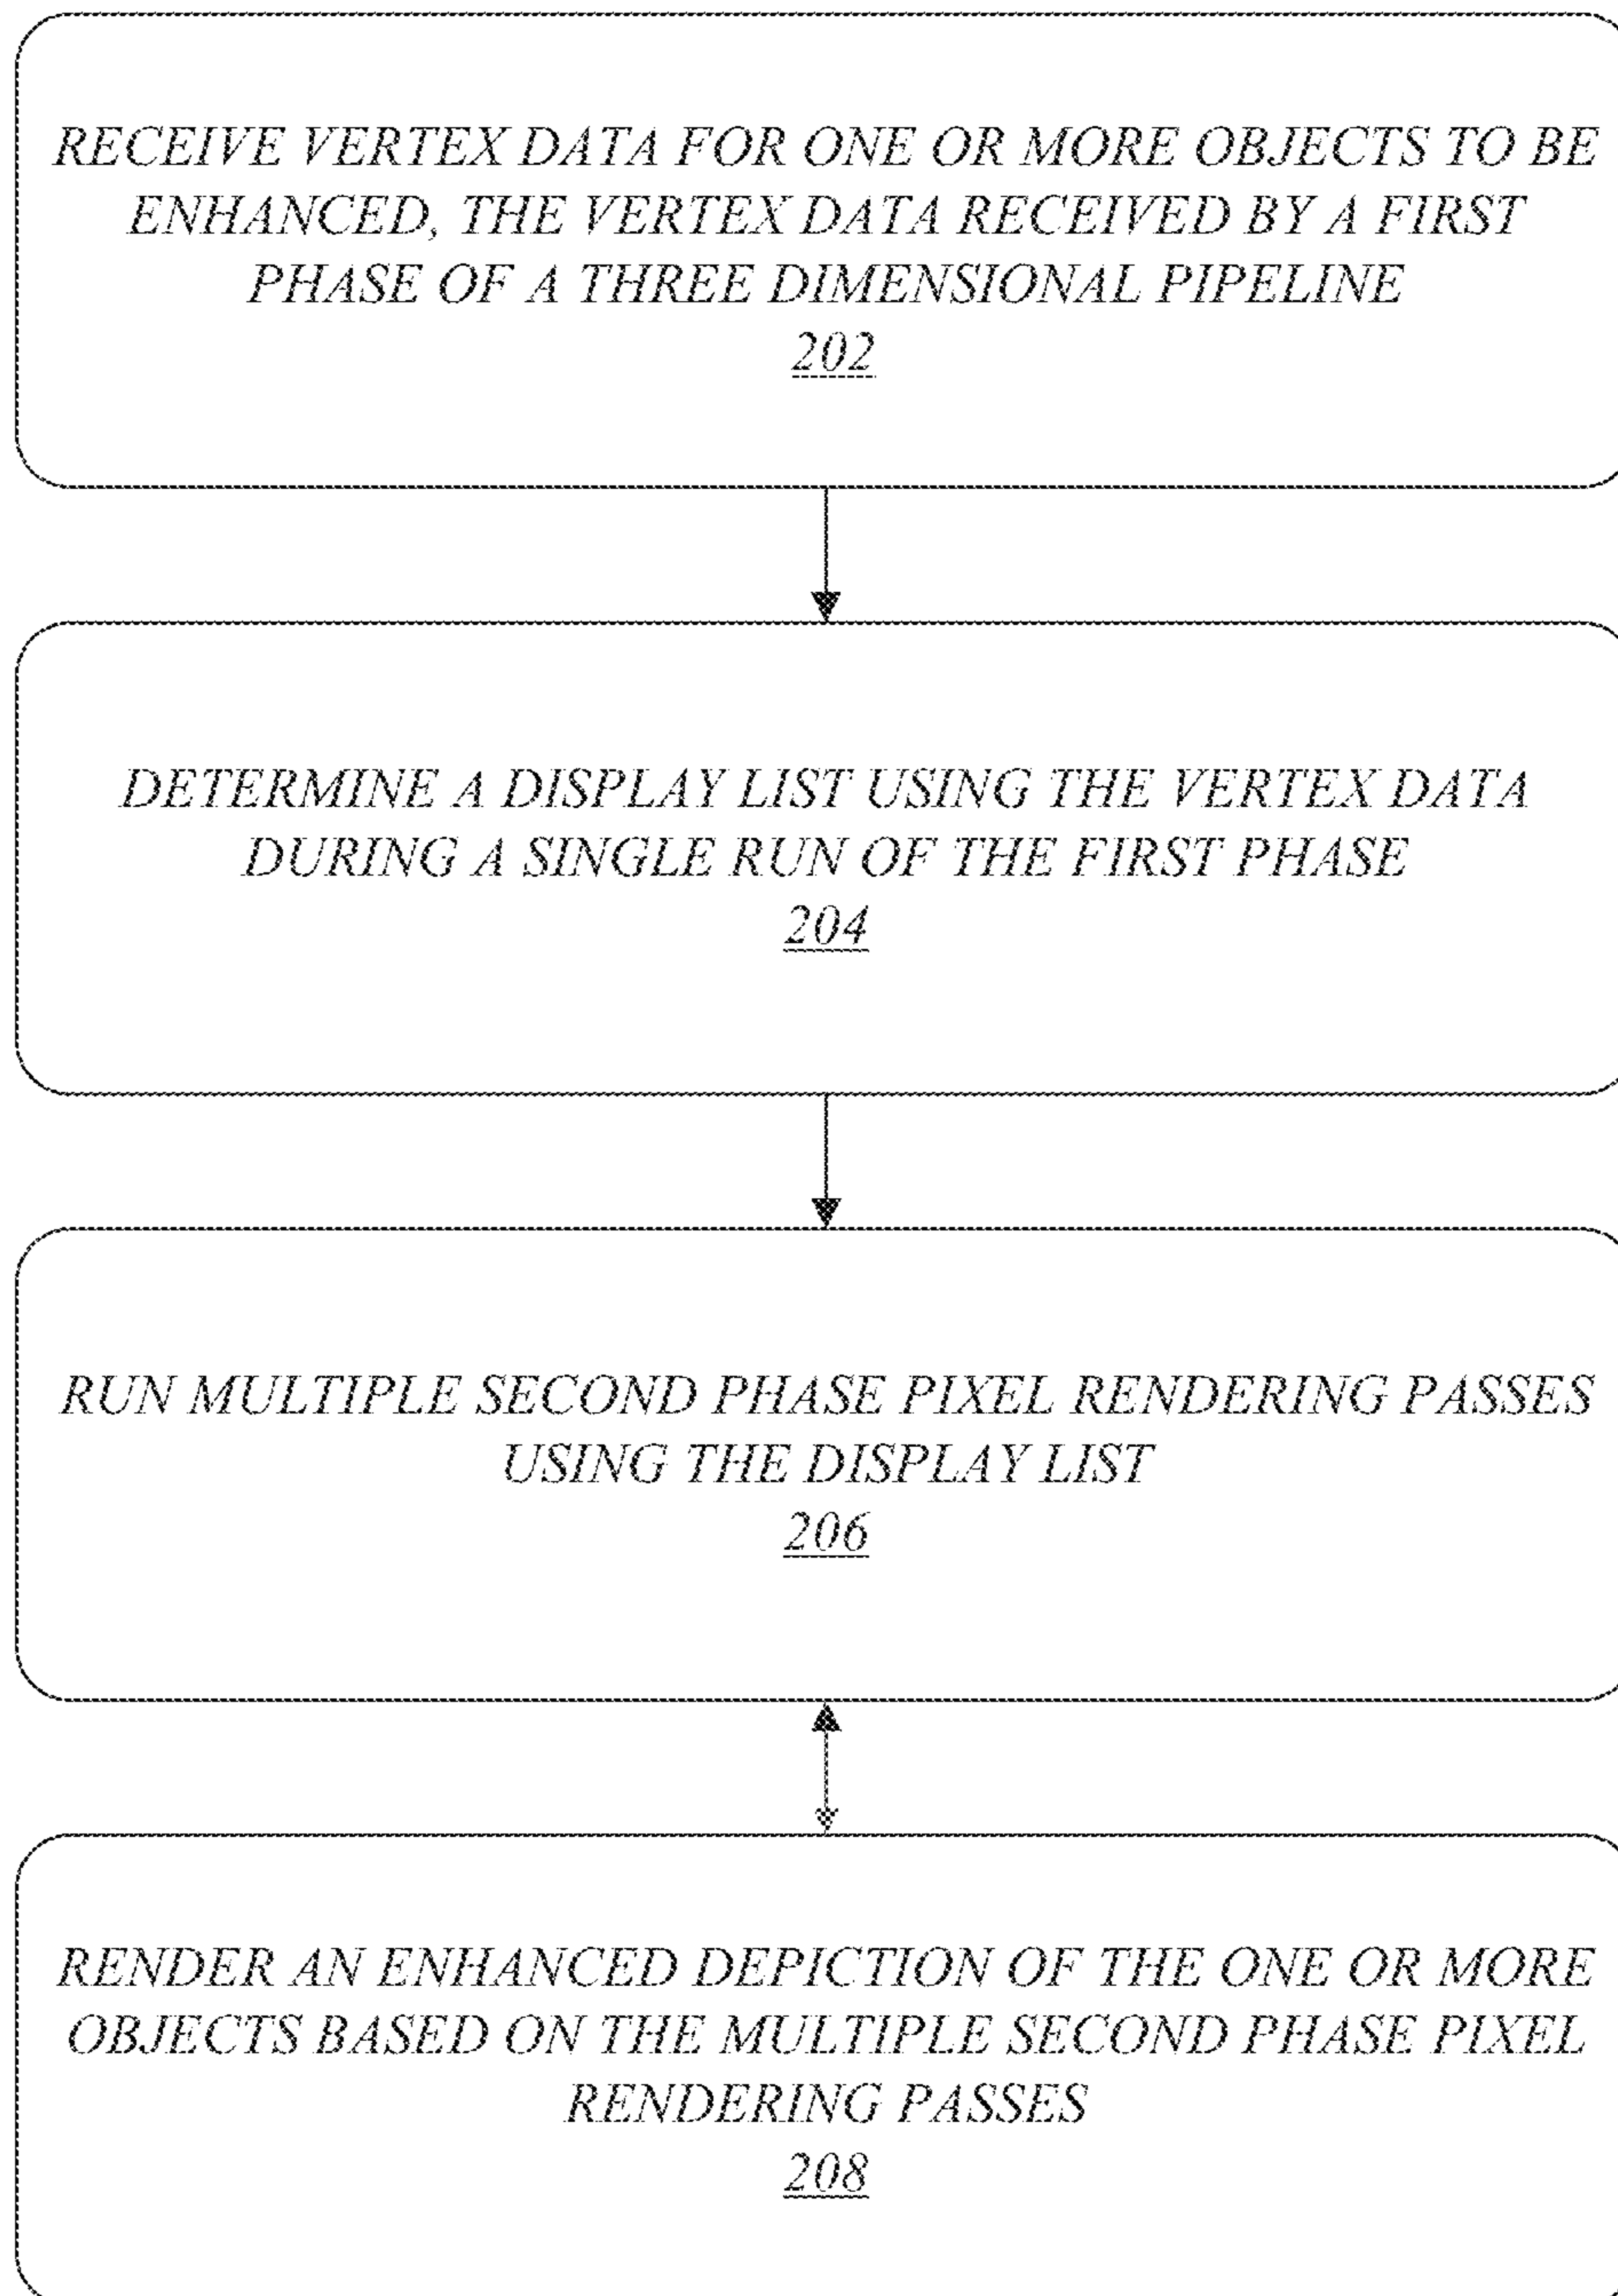 RECEIVE VERTEX DATA FOR ONE OR MORE OBJECTS TO BE
ENHANCED, THE VERTEX DATA RECEIVED BY A FIRST
PHASE OF A THREE DIMENSIONAL PIPELINE
202
DETERMINE A DISPLAY LIST USING THE VERTEX DATA
DURING A SINGLE RUN OF THE FIRST PHASE
204
RUN MULTIPLE SECOND PHASE PIXEL RENDERING PASSES
USING THE DISPLAY LIST
206
RENDER AN ENHANCED DEPICTION OF THE ONE OR MORE
OBJECTS BASED ON THE MULTIPLE SECOND PHASE PIXEL
RENDERING PASSES
208